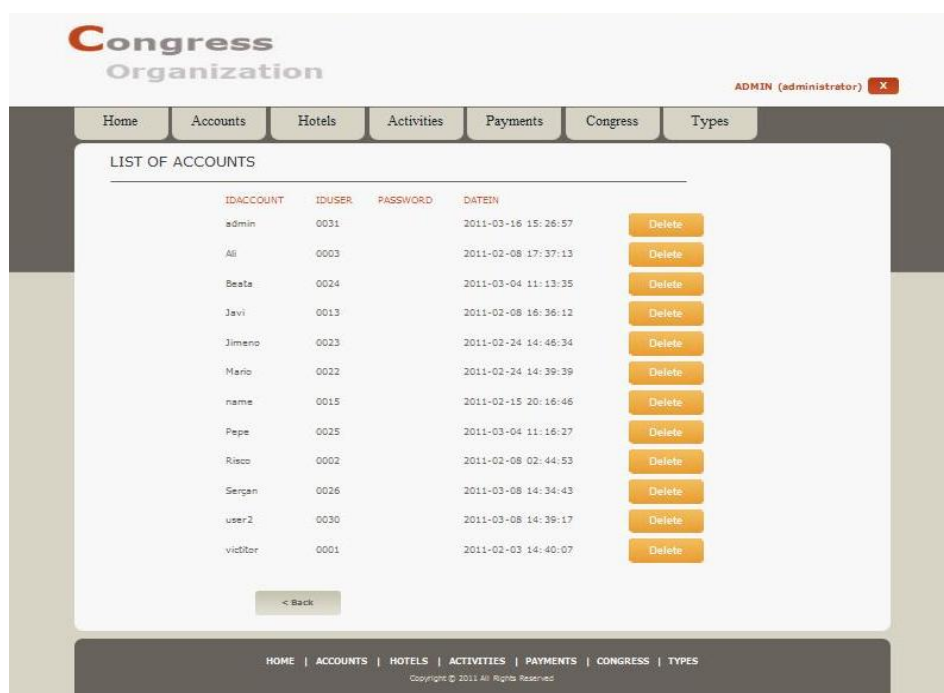 Congress
Organization
ADMIN (administrator) X
Home Accounts Hotels Activities Payments Congress Types
LIST OF ACCOUNTS
IDACCOUNT IDUSER PASSWORD DATEIN
admin 0031 2011-03-16 15:26:57 Delete
Ali 0003 2011-02-08 17:37:13 Delete
Beata 0024 2011-03-04 11:13:35 Delete
Javi 0013 2011-02-08 16:36:12 Delete
Jimeno 0023 2011-02-24 14:46:34 Delete
Mario 0022 2011-02-24 14:39:39 Delete
name 0015 2011-02-15 20:16:46 Delete
Pepe 0025 2011-03-04 11:16:27 Delete
Risco 0002 2011-02-08 02:44:53 Delete
Serçan 0026 2011-03-08 14:34:43 Delete
user2 0030 2011-03-08 14:39:17 Delete
victitor 0001 2011-02-03 14:40:07 Delete
< Back
HOME | ACCOUNTS | HOTELS | ACTIVITIES | PAYMENTS | CONGRESS | TYPES
Copyright © 2011 All Rights Reserved